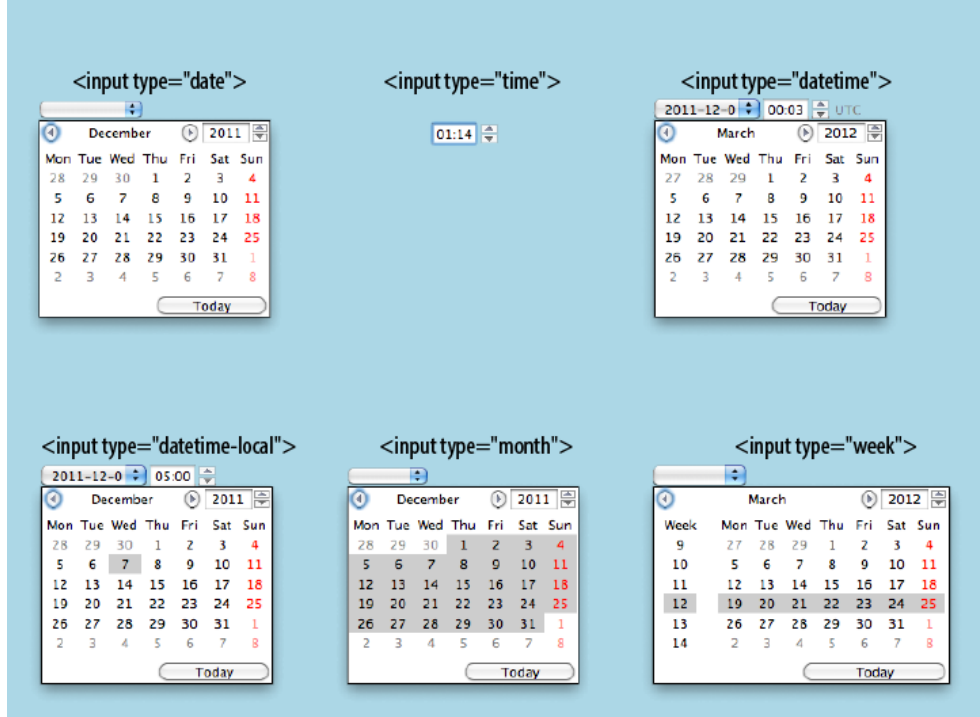 <input type="date">
December 2011
Mon Tue Wed Thu Fri Sat Sun
28 29 30 1 2 3 4
5 6 7 8 9 10 11
12 13 14 15 16 17 18
19 20 21 22 23 24 25
26 27 28 29 30 31 1
2 3 4 5 6 7 8
Today
<input type="time">
01:14
<input type="datetime">
2011-12-0 00:03 UTC
March 2012
Mon Tue Wed Thu Fri Sat Sun
27 28 29 1 2 3 4
5 6 7 8 9 10 11
12 13 14 15 16 17 18
19 20 21 22 23 24 25
26 27 28 29 30 31 1
2 3 4 5 6 7 8
Today
<input type="datetime-local">
2011-12-0 05:00
December 2011
Mon Tue Wed Thu Fri Sat Sun
28 29 30 1 2 3 4
5 6 7 8 9 10 11
12 13 14 15 16 17 18
19 20 21 22 23 24 25
26 27 28 29 30 31 1
2 3 4 5 6 7 8
Today
<input type="month">
December 2011
Mon Tue Wed Thu Fri Sat Sun
28 29 30 1 2 3 4
5 6 7 8 9 10 11
12 13 14 15 16 17 18
19 20 21 22 23 24 25
26 27 28 29 30 31 1
2 3 4 5 6 7 8
Today
<input type="week">
March 2012
Week Mon Tue Wed Thu Fri Sat Sun
9 27 28 29 1 2 3 4
10 5 6 7 8 9 10 11
11 12 13 14 15 16 17 18
12 19 20 21 22 23 24 25
13 26 27 28 29 30 31 1
14 2 3 4 5 6 7 8
Today